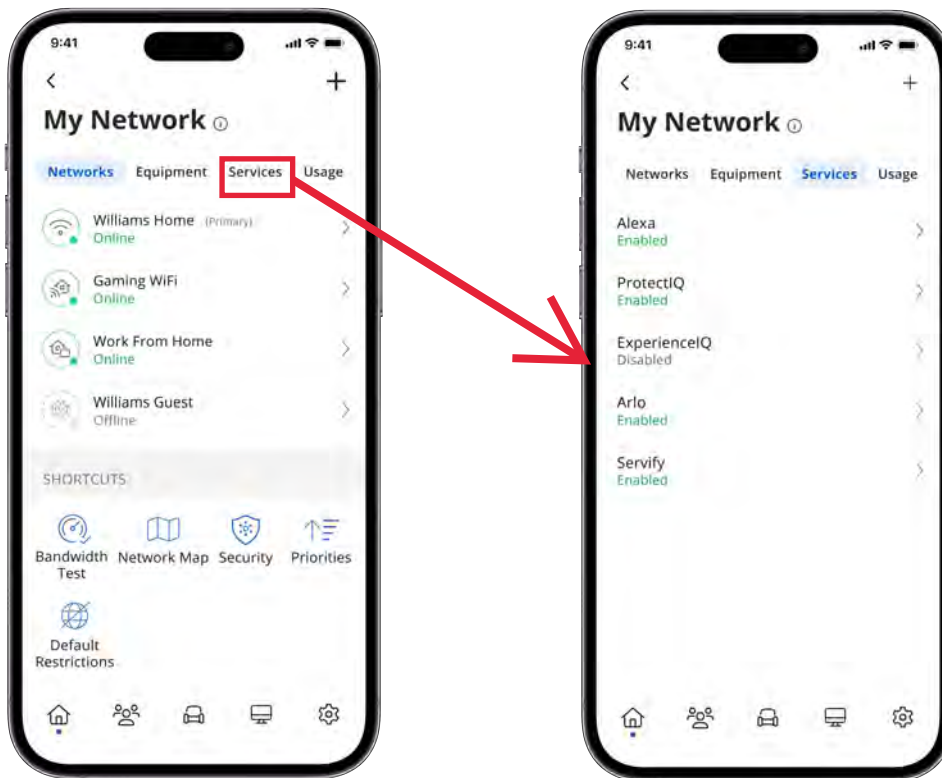 9:41
My Network
Networks Equipment Services Usage
Williams Home (Primary)
Online
Gaming WiFi
Online
Work From Home
Online
Williams Guest
Offline
SHORTCUTS
Bandwidth Test
Network Map
Security
Priorities
Default Restrictions
9:41
My Network
Networks Equipment Services Usage
Alexa
Enabled
ProtectIQ
Enabled
ExperienceIQ
Disabled
Arlo
Enabled
Servify
Enabled